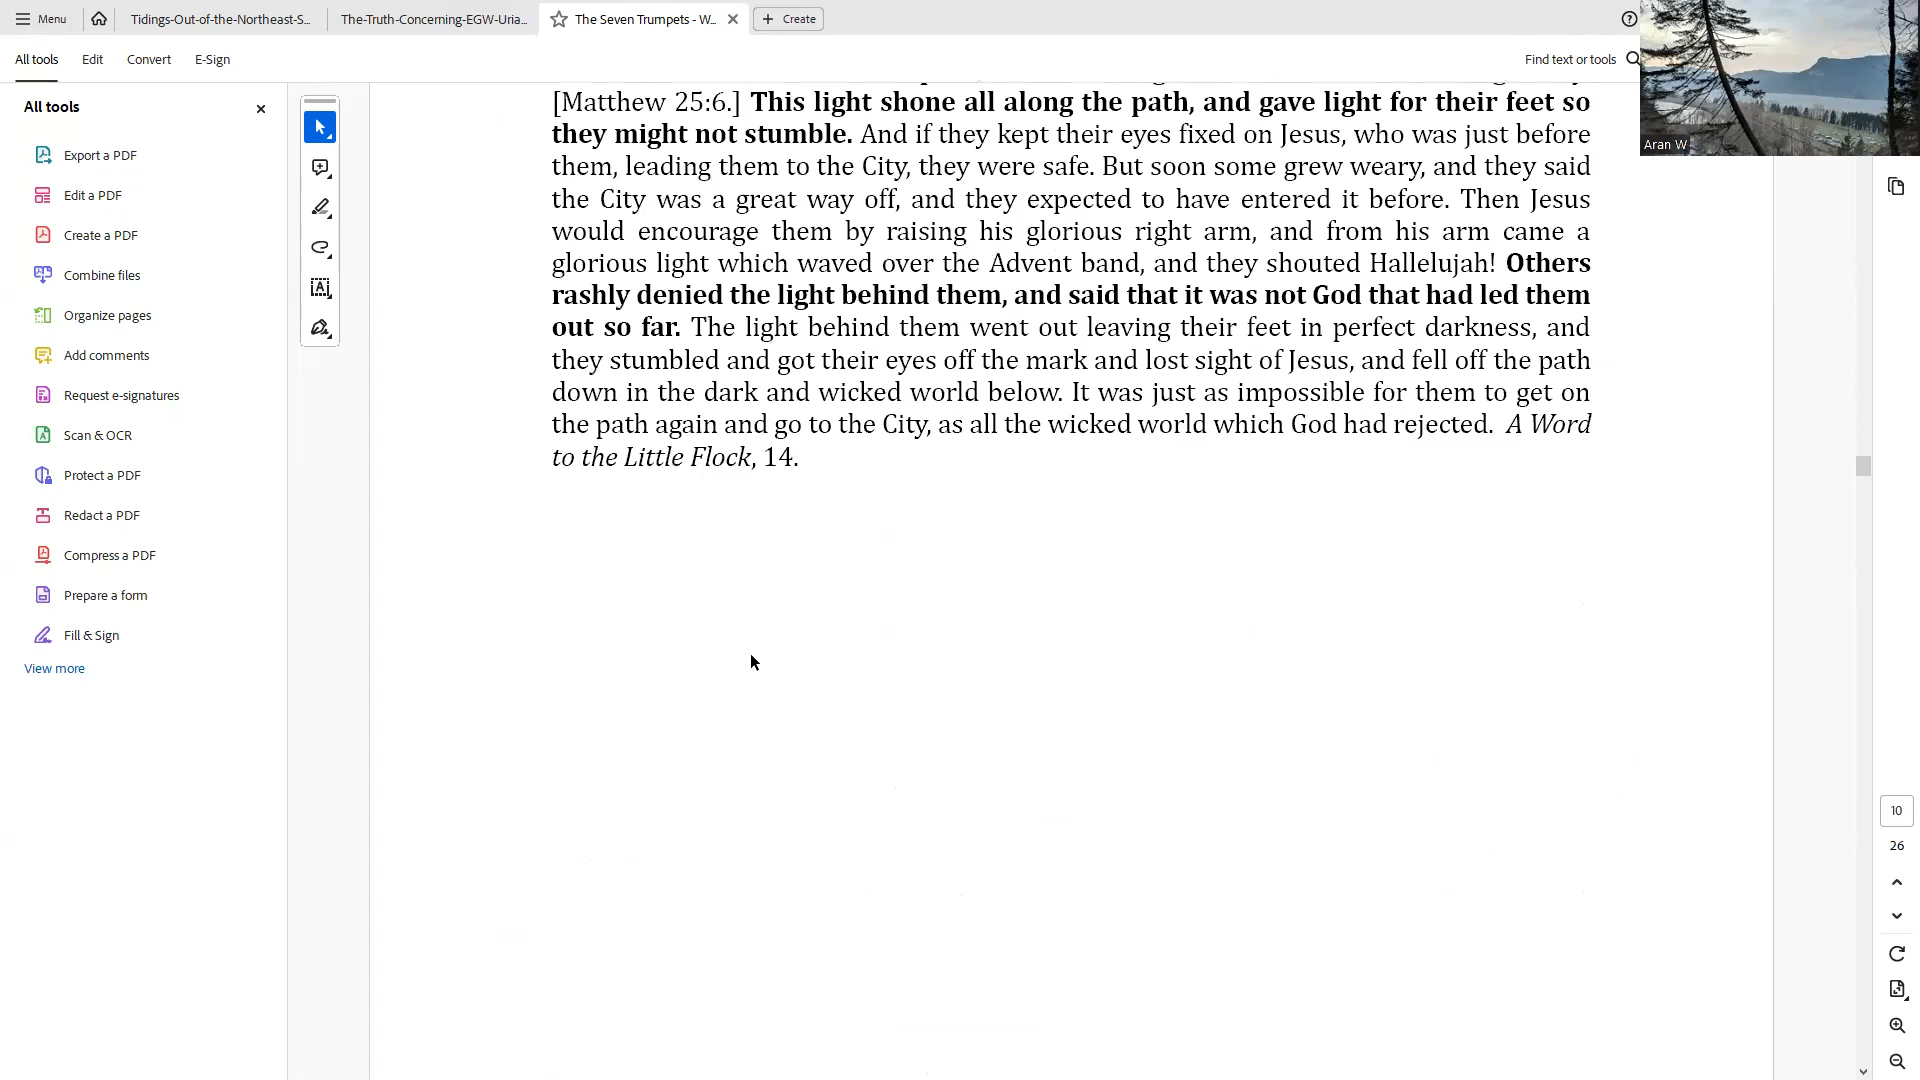 Menu
Tidings-Out-of-the-Northeast-S...
The-Truth-Concerning-EGW-Uria...
The Seven Trumpets - W...
Create
All tools
Edit
Convert
E-Sign
Find text or tools
Aran W
All tools
Export a PDF
Edit a PDF
Create a PDF
Combine files
Organize pages
Add comments
Request e-signatures
Scan & OCR
Protect a PDF
Redact a PDF
Compress a PDF
Prepare a form
Fill & Sign
View more
[Matthew 25:6.] This light shone all along the path, and gave light for their feet so
they might not stumble. And if they kept their eyes fixed on Jesus, who was just before
them, leading them to the City, they were safe. But soon some grew weary, and they said
the City was a great way off, and they expected to have entered it before. Then Jesus
would encourage them by raising his glorious right arm, and from his arm came a
glorious light which waved over the Advent band, and they shouted Hallelujah! Others
rashly denied the light behind them, and said that it was not God that had led them
out so far. The light behind them went out leaving their feet in perfect darkness, and
they stumbled and got their eyes off the mark and lost sight of Jesus, and fell off the path
down in the dark and wicked world below. It was just as impossible for them to get on
the path again and go to the City, as all the wicked world which God had rejected. A Word
to the Little Flock, 14.
10
26